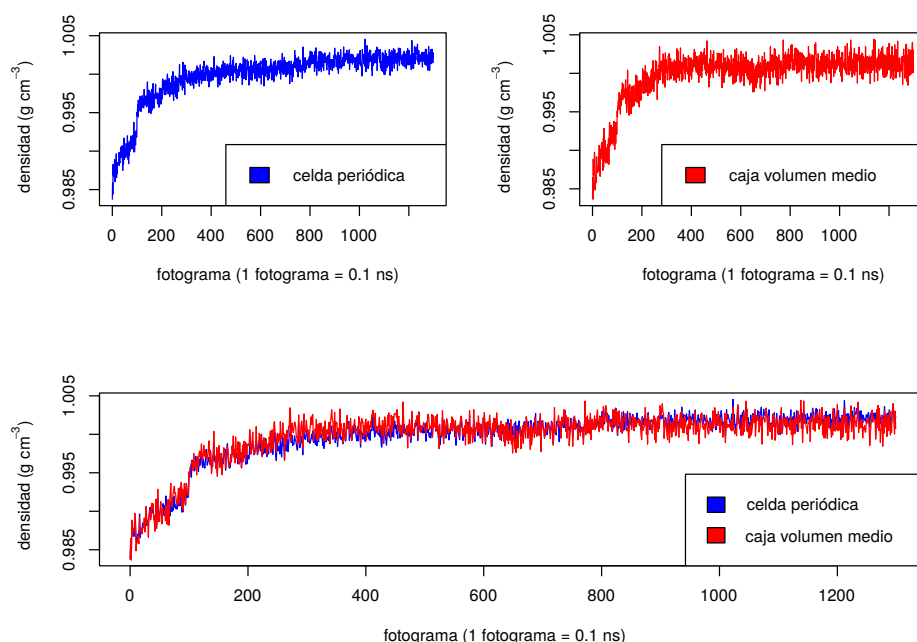 densidad (g cm⁻³)
0.985
0.995
1.005
celda periódica
0
200
400
600
800
1000
fotograma (1 fotograma = 0.1 ns)
densidad (g cm⁻³)
0.985
0.995
1.005
caja volumen medio
0
200
400
600
800
1000
fotograma (1 fotograma = 0.1 ns)
densidad (g cm⁻³)
0.985
0.995
1.005
celda periódica
caja volumen medio
0
200
400
600
800
1000
1200
fotograma (1 fotograma = 0.1 ns)